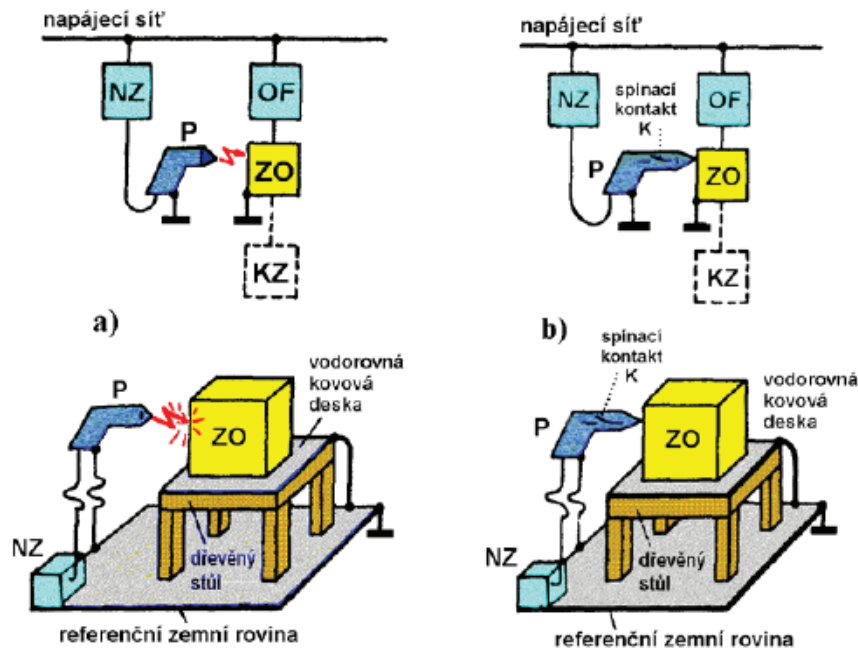 napájecí síť
NZ
OF
P
ZO
KZ
a)
napájecí síť
NZ
spínací
kontakt
K
OF
P
ZO
KZ
b)
P
vodorovná
kovová
deska
ZO
NZ
dřevěný
stůl
referenční zemní rovina
spínací
kontakt
K
vodorovná
kovová
deska
P
ZO
NZ
dřevěný
stůl
referenční zemní rovina